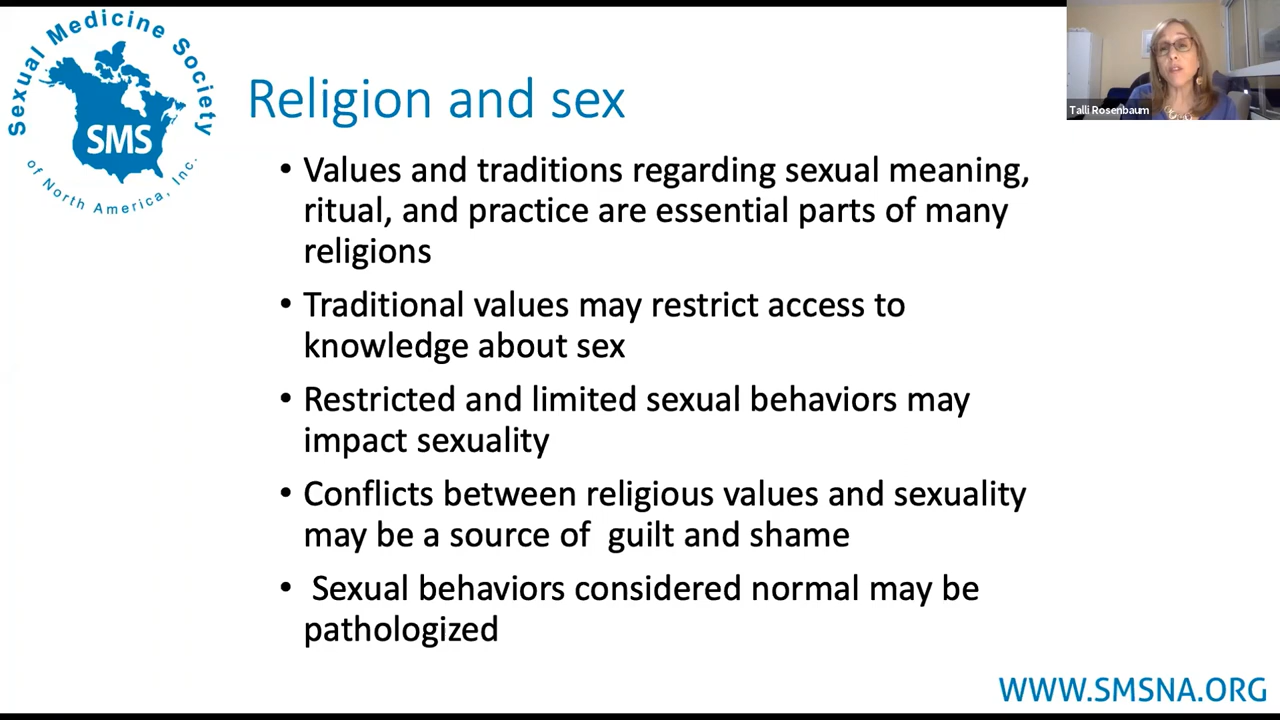 Sexual Medicine Society
SMS
of North America, Inc.
Religion and sex
Talli Rosenbaum
• Values and traditions regarding sexual meaning,
ritual, and practice are essential parts of many
religions
• Traditional values may restrict access to
knowledge about sex
• Restricted and limited sexual behaviors may
impact sexuality
• Conflicts between religious values and sexuality
may be a source of  guilt and shame
•  Sexual behaviors considered normal may be
pathologized
WWW.SMSNA.ORG